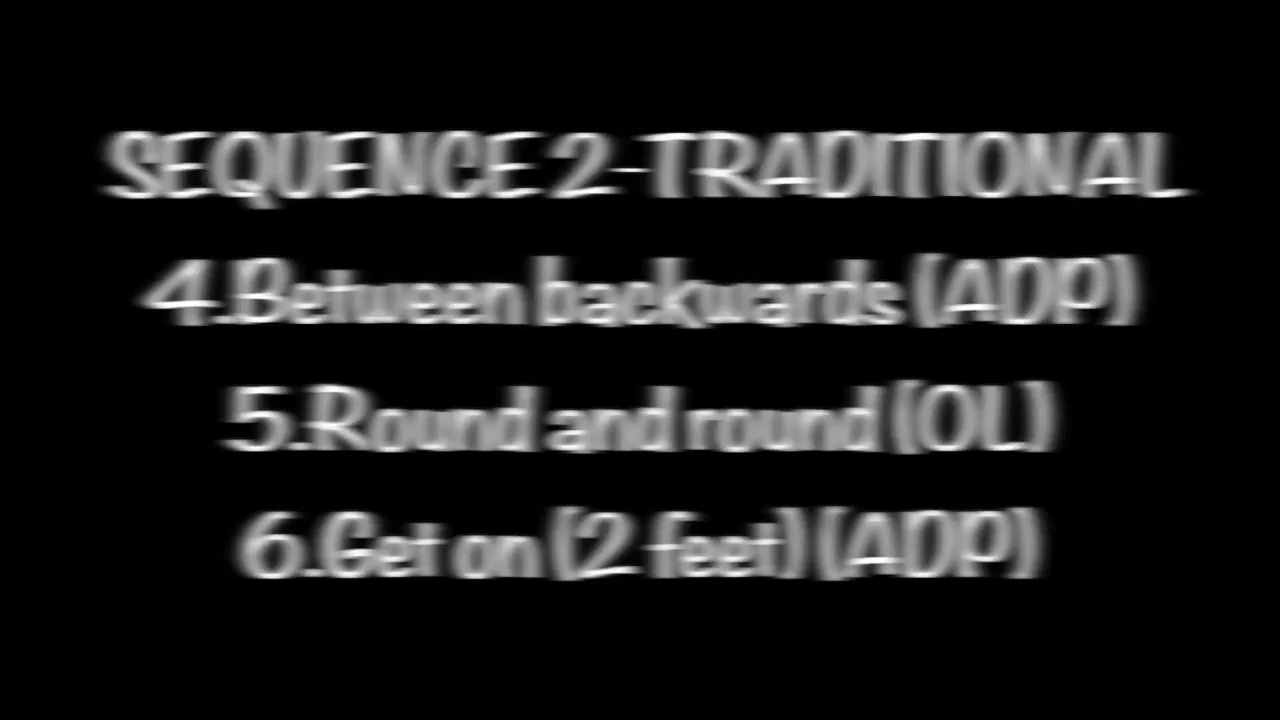 SEQUENCE 2-TRADITIONAL
4.Between backwards (ADP)
5.Round and round (OL)
6.Get on (2 feet) (ADP)